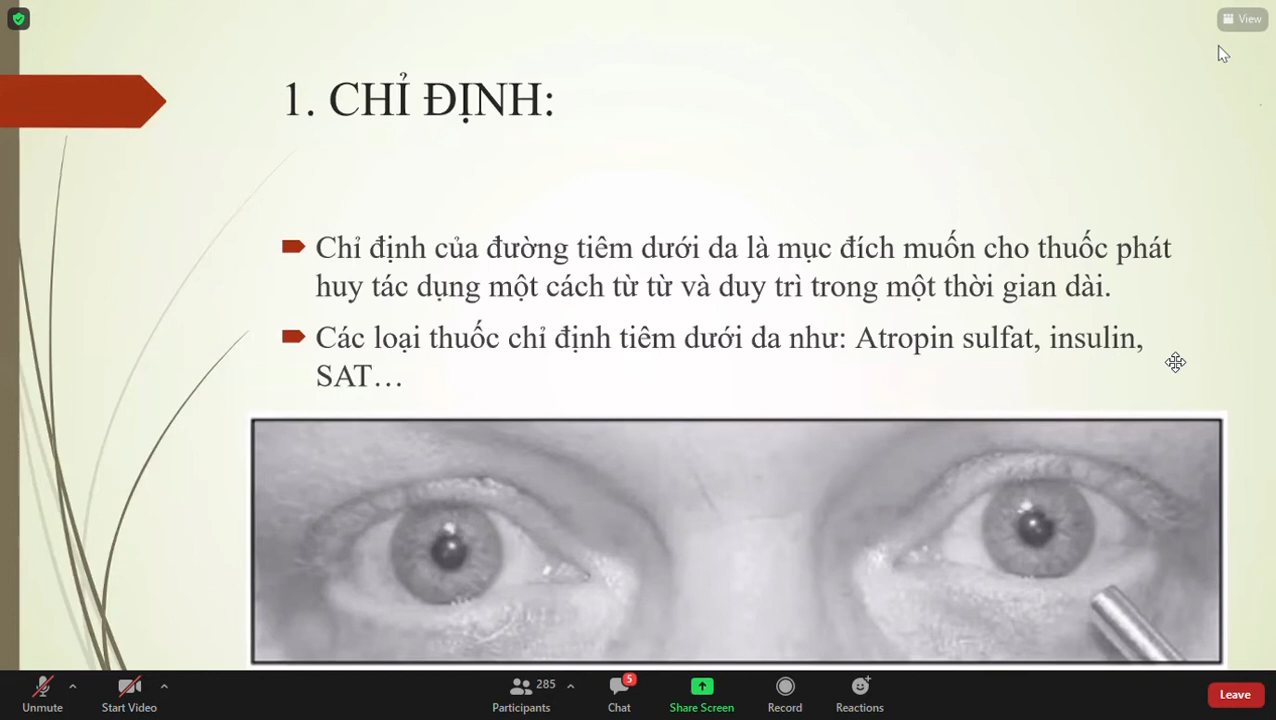 View
1. CHỈ ĐỊNH:
Chỉ định của đường tiêm dưới da là mục đích muốn cho thuốc phát
huy tác dụng một cách từ từ và duy trì trong một thời gian dài.
Các loại thuốc chỉ định tiêm dưới da như: Atropin sulfat, insulin,
SAT…
Unmute
Start Video
285
Participants
5
Chat
Share Screen
Record
Reactions
Leave